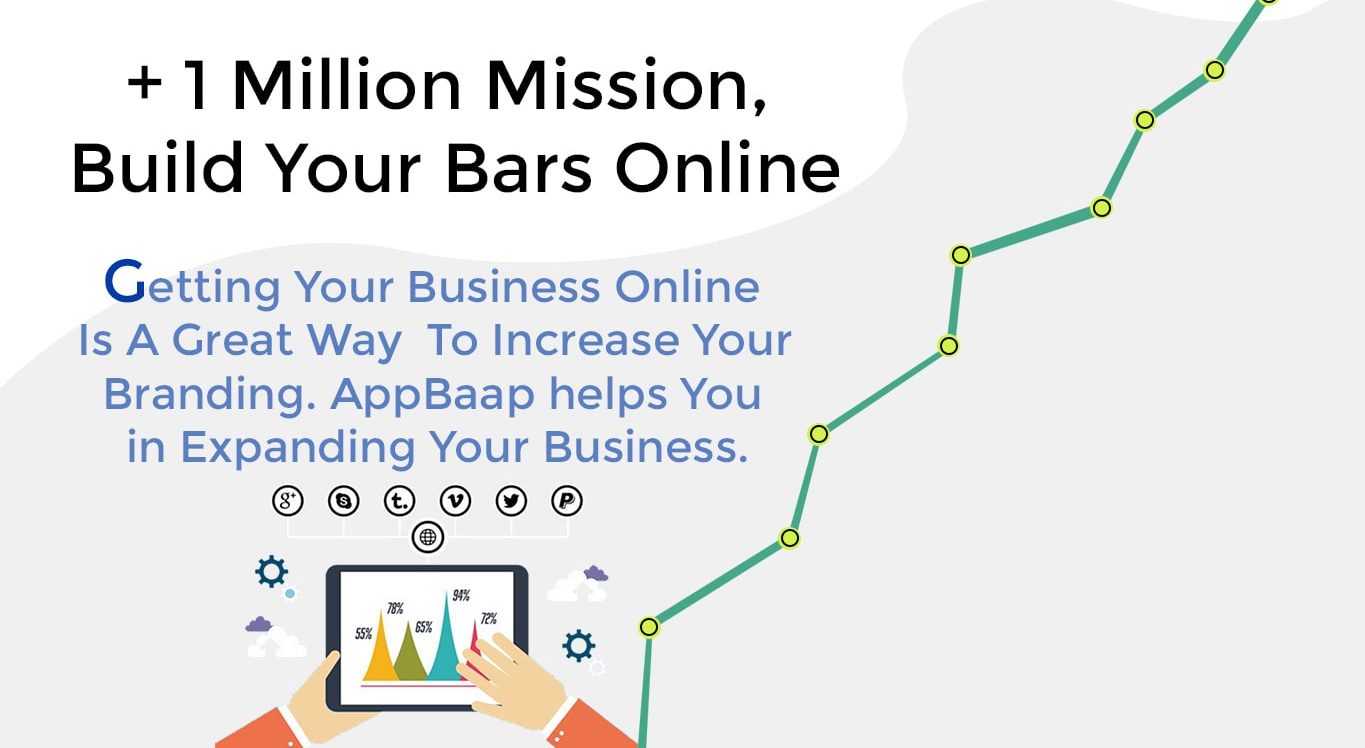 + 1 Million Mission,
Build Your Bars Online
Getting Your Business Online
Is A Great Way To Increase Your
Branding. AppBaap helps You
in Expanding Your Business.
g+ S t. v P
55% 78% 65% 94% 72%